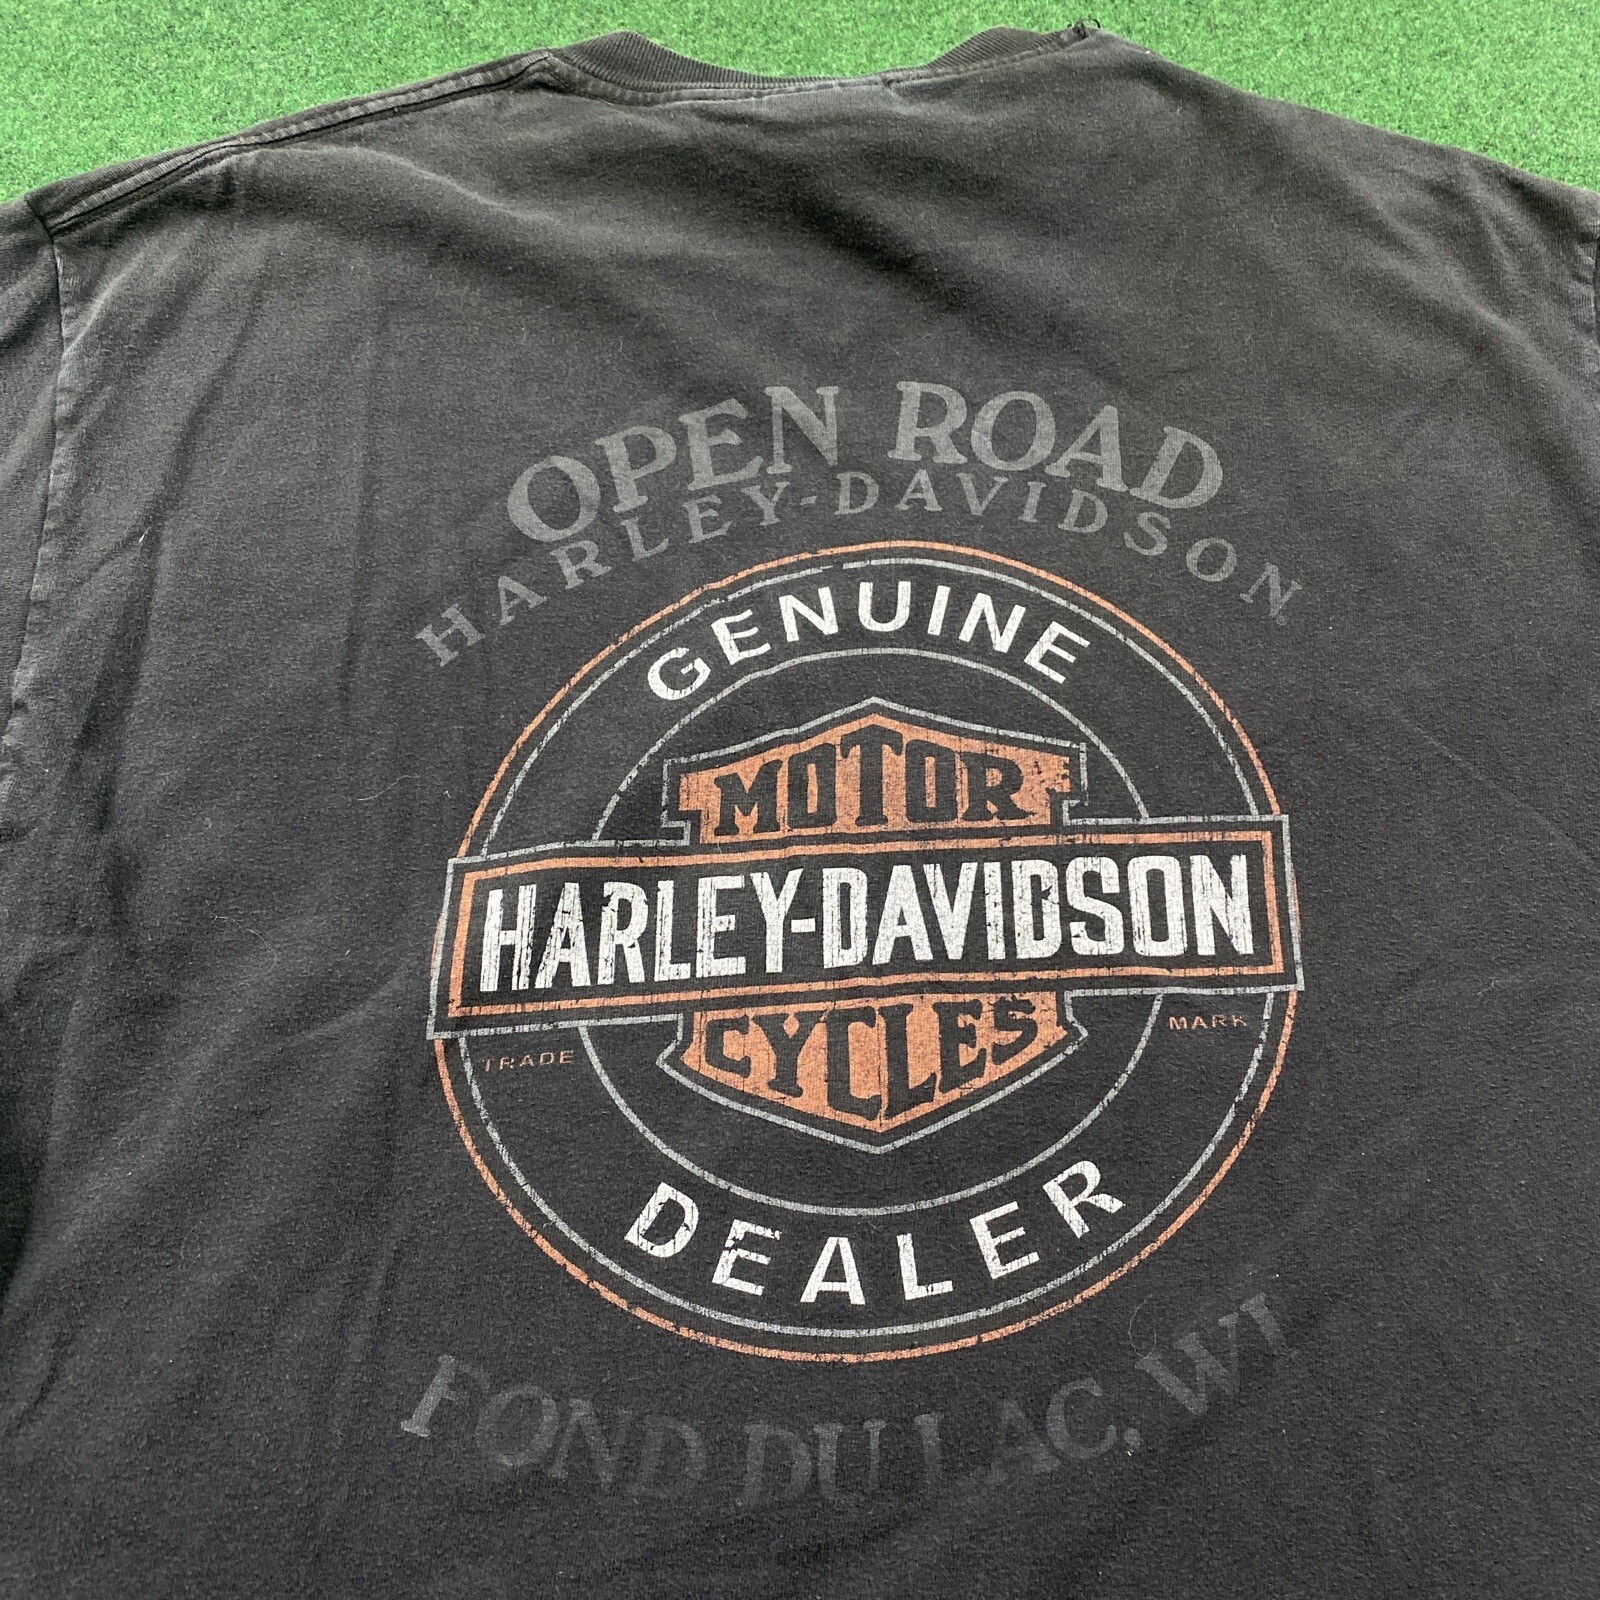 OPEN ROAD
HARLEY-DAVIDSON.
GENUINE
MOTOR
HARLEY-DAVIDSON
CYCLES
TRADE MARK
DEALER
FOND DU LAC, WI